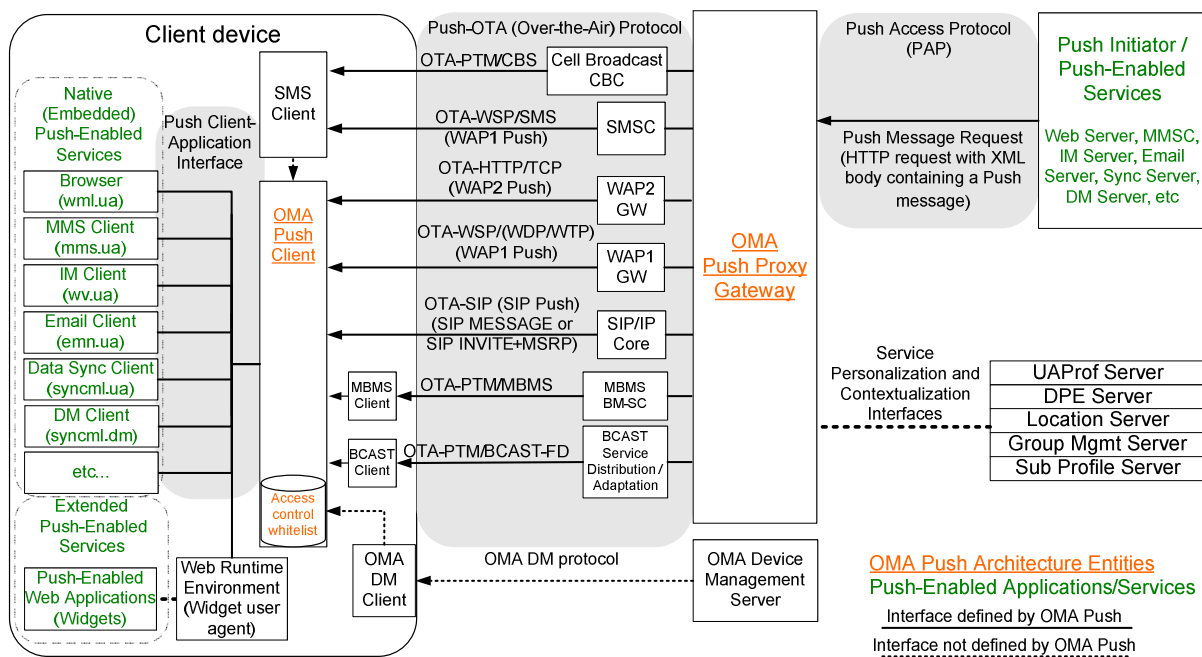 Client device
Native
(Embedded)
Push-Enabled
Services
Browser
(wml.ua)
MMS Client
(mms.ua)
IM Client
(wv.ua)
Email Client
(emn.ua)
Data Sync Client
(syncml.ua)
DM Client
(syncml.dm)
etc…
Extended
Push-Enabled
Services
Push-Enabled
Web Applications
(Widgets)
Push Client-
Application
Interface
Web Runtime
Environment
(Widget user
agent)
SMS
Client
OMA
Push
Client
Access
control
whitelist
MBMS
Client
BCAST
Client
OMA
DM
Client
Push-OTA (Over-the-Air) Protocol
OTA-PTM/CBS
Cell Broadcast
CBC
OTA-WSP/SMS
(WAP1 Push)
SMSC
OTA-HTTP/TCP
(WAP2 Push)
WAP2
GW
OTA-WSP/(WDP/WTP)
(WAP1 Push)
WAP1
GW
OTA-SIP (SIP Push)
(SIP MESSAGE or
SIP INVITE+MSRP)
SIP/IP
Core
OTA-PTM/MBMS
MBMS
BM-SC
OTA-PTM/BCAST-FD
BCAST
Service
Distribution /
Adaptation
OMA DM protocol
OMA
Push Proxy
Gateway
OMA Device
Management
Server
Push Access Protocol
(PAP)
Push Message Request
(HTTP request with XML
body containing a Push
message)
Push Initiator /
Push-Enabled
Services
Web Server, MMSC,
IM Server, Email
Server, Sync Server,
DM Server, etc
Service
Personalization and
Contextualization
Interfaces
UAProf Server
DPE Server
Location Server
Group Mgmt Server
Sub Profile Server
OMA Push Architecture Entities
Push-Enabled Applications/Services
Interface defined by OMA Push
Interface not defined by OMA Push